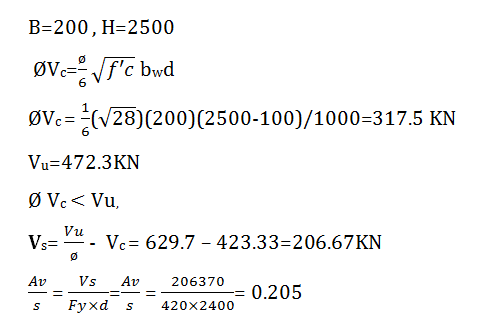 B=200 , H=2500
ØVc=ø/6 √f′c bwd
ØVc = 1/6(√28)(200)(2500-100)/1000=317.5 KN
Vu=472.3KN
Ø Vc < Vu,
Vs= Vu/ø - Vc = 629.7 – 423.33=206.67KN
Av/s = Vs/Fy×d = Av/s = 206370/420×2400 = 0.205